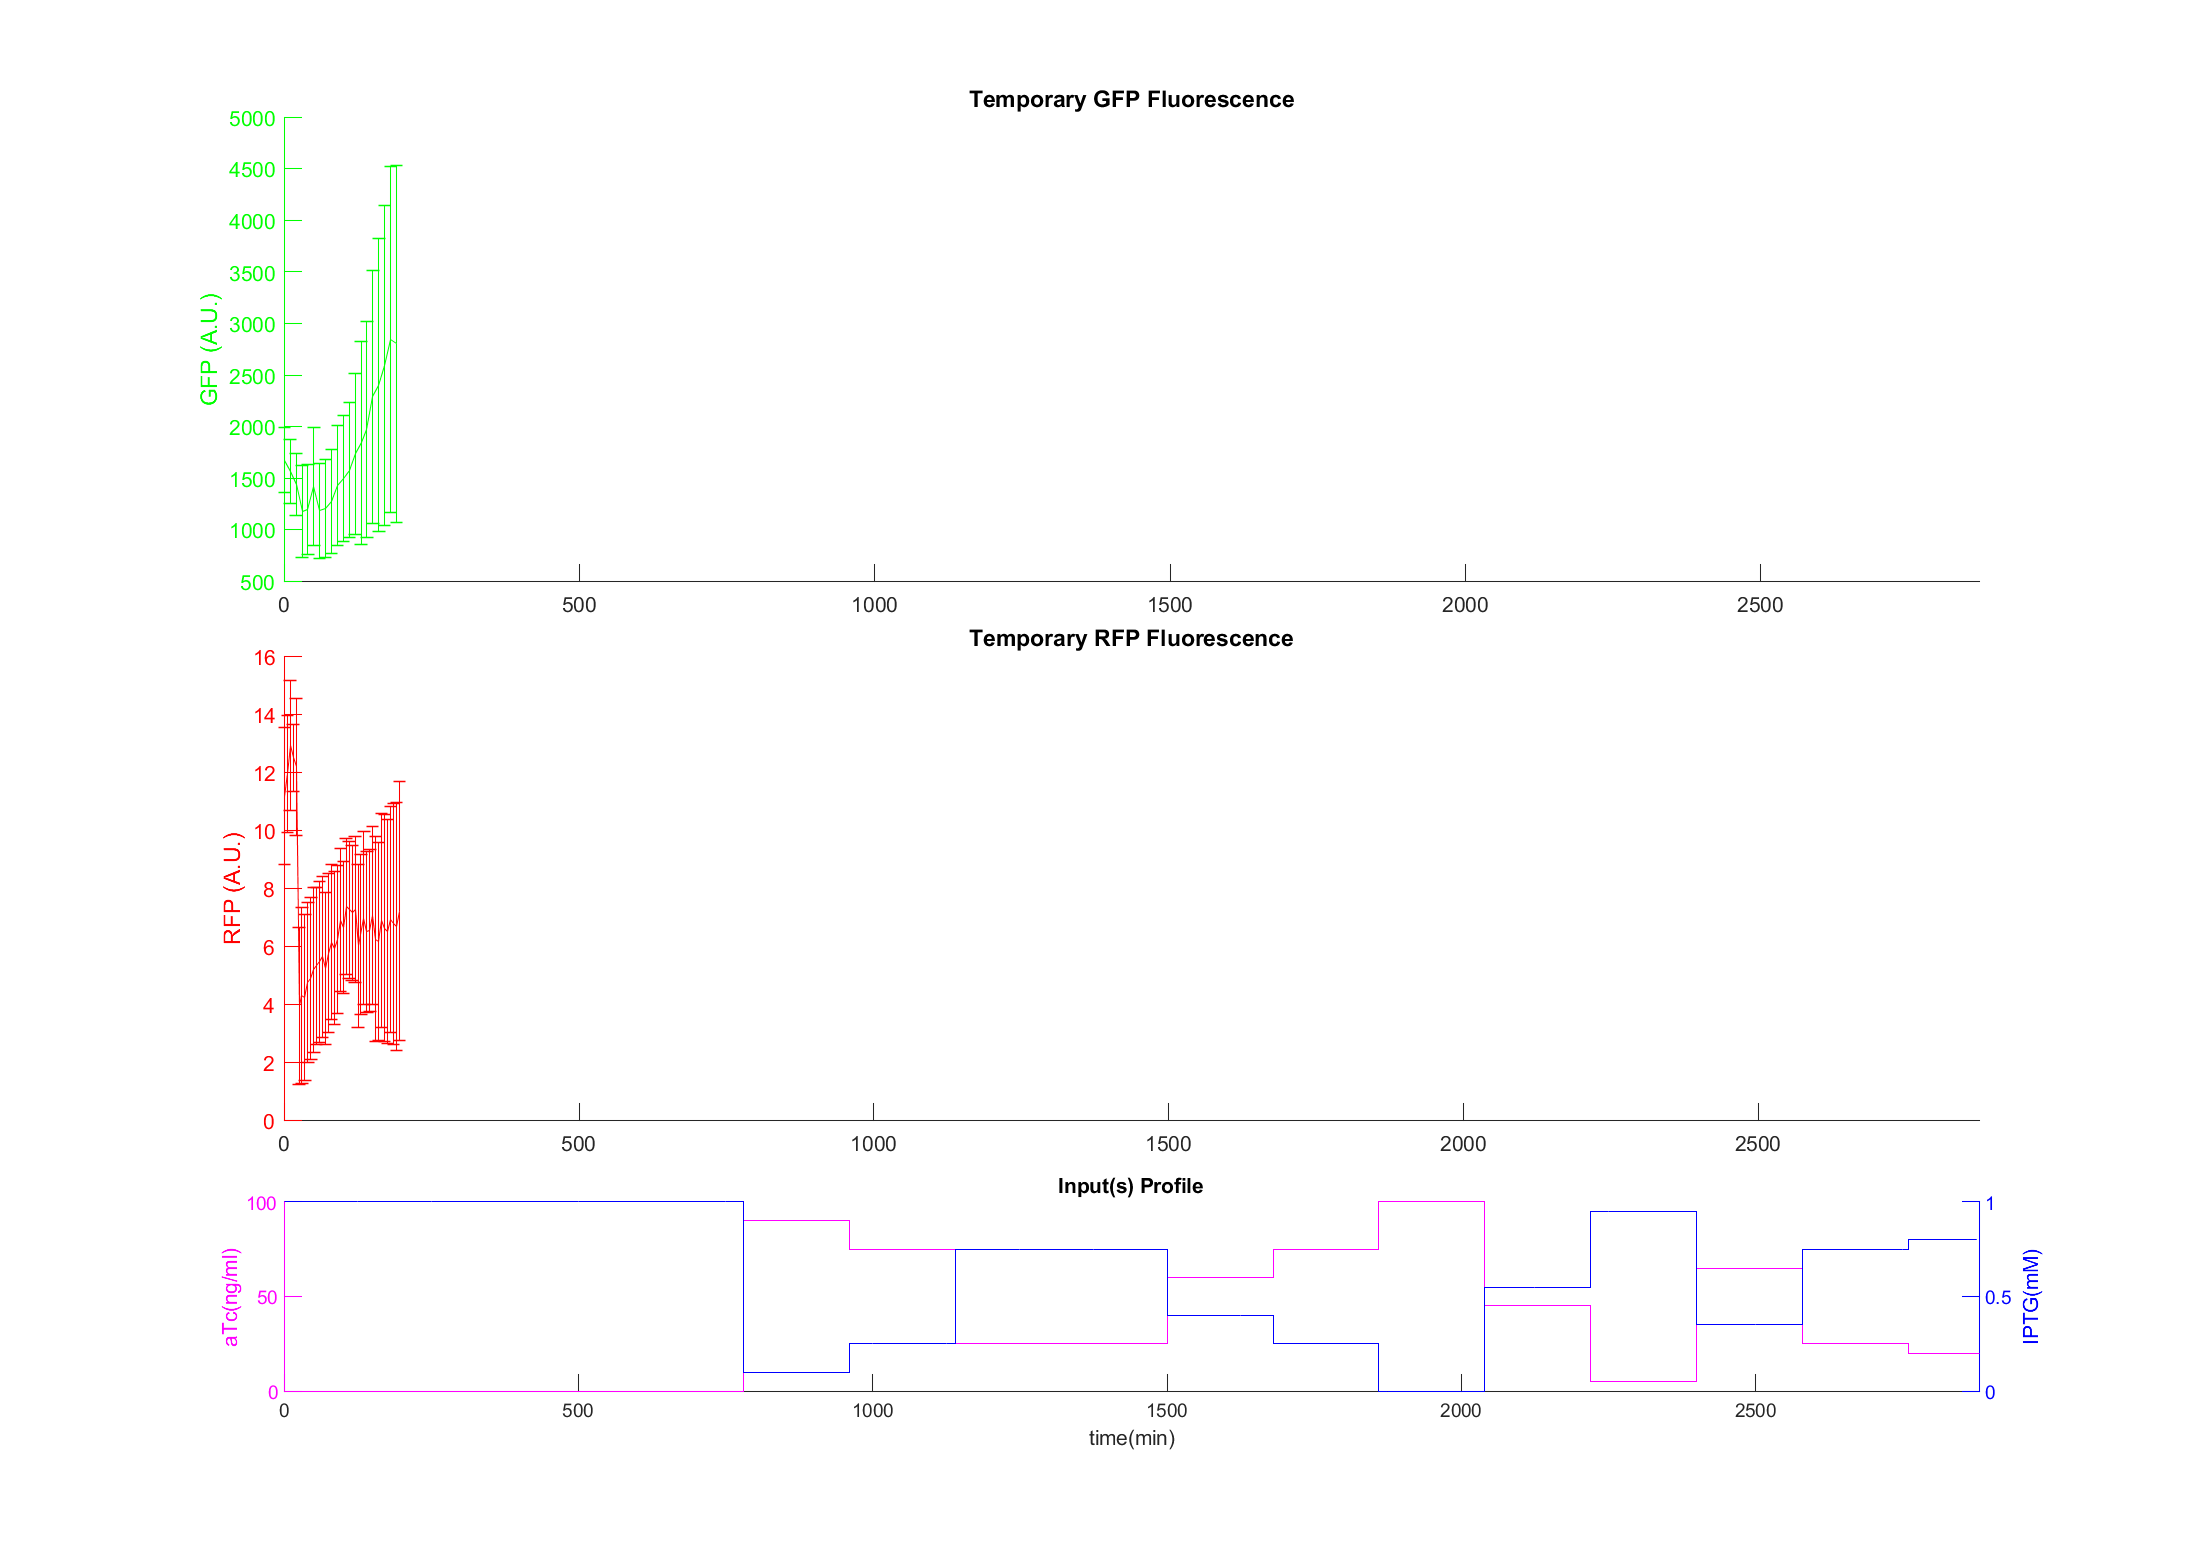 Temporary GFP Fluorescence
5000
4500
4000
3500
3000
2500
2000
1500
1000
500
GFP (A.U.)
0 500 1000 1500 2000 2500
Temporary RFP Fluorescence
16
14
12
10
8
6
4
2
0
RFP (A.U.)
0 500 1000 1500 2000 2500
Input(s) Profile
100
50
0
aTc(ng/ml)
1
0.5
0
IPTG(mM)
0 500 1000 1500 2000 2500
time(min)